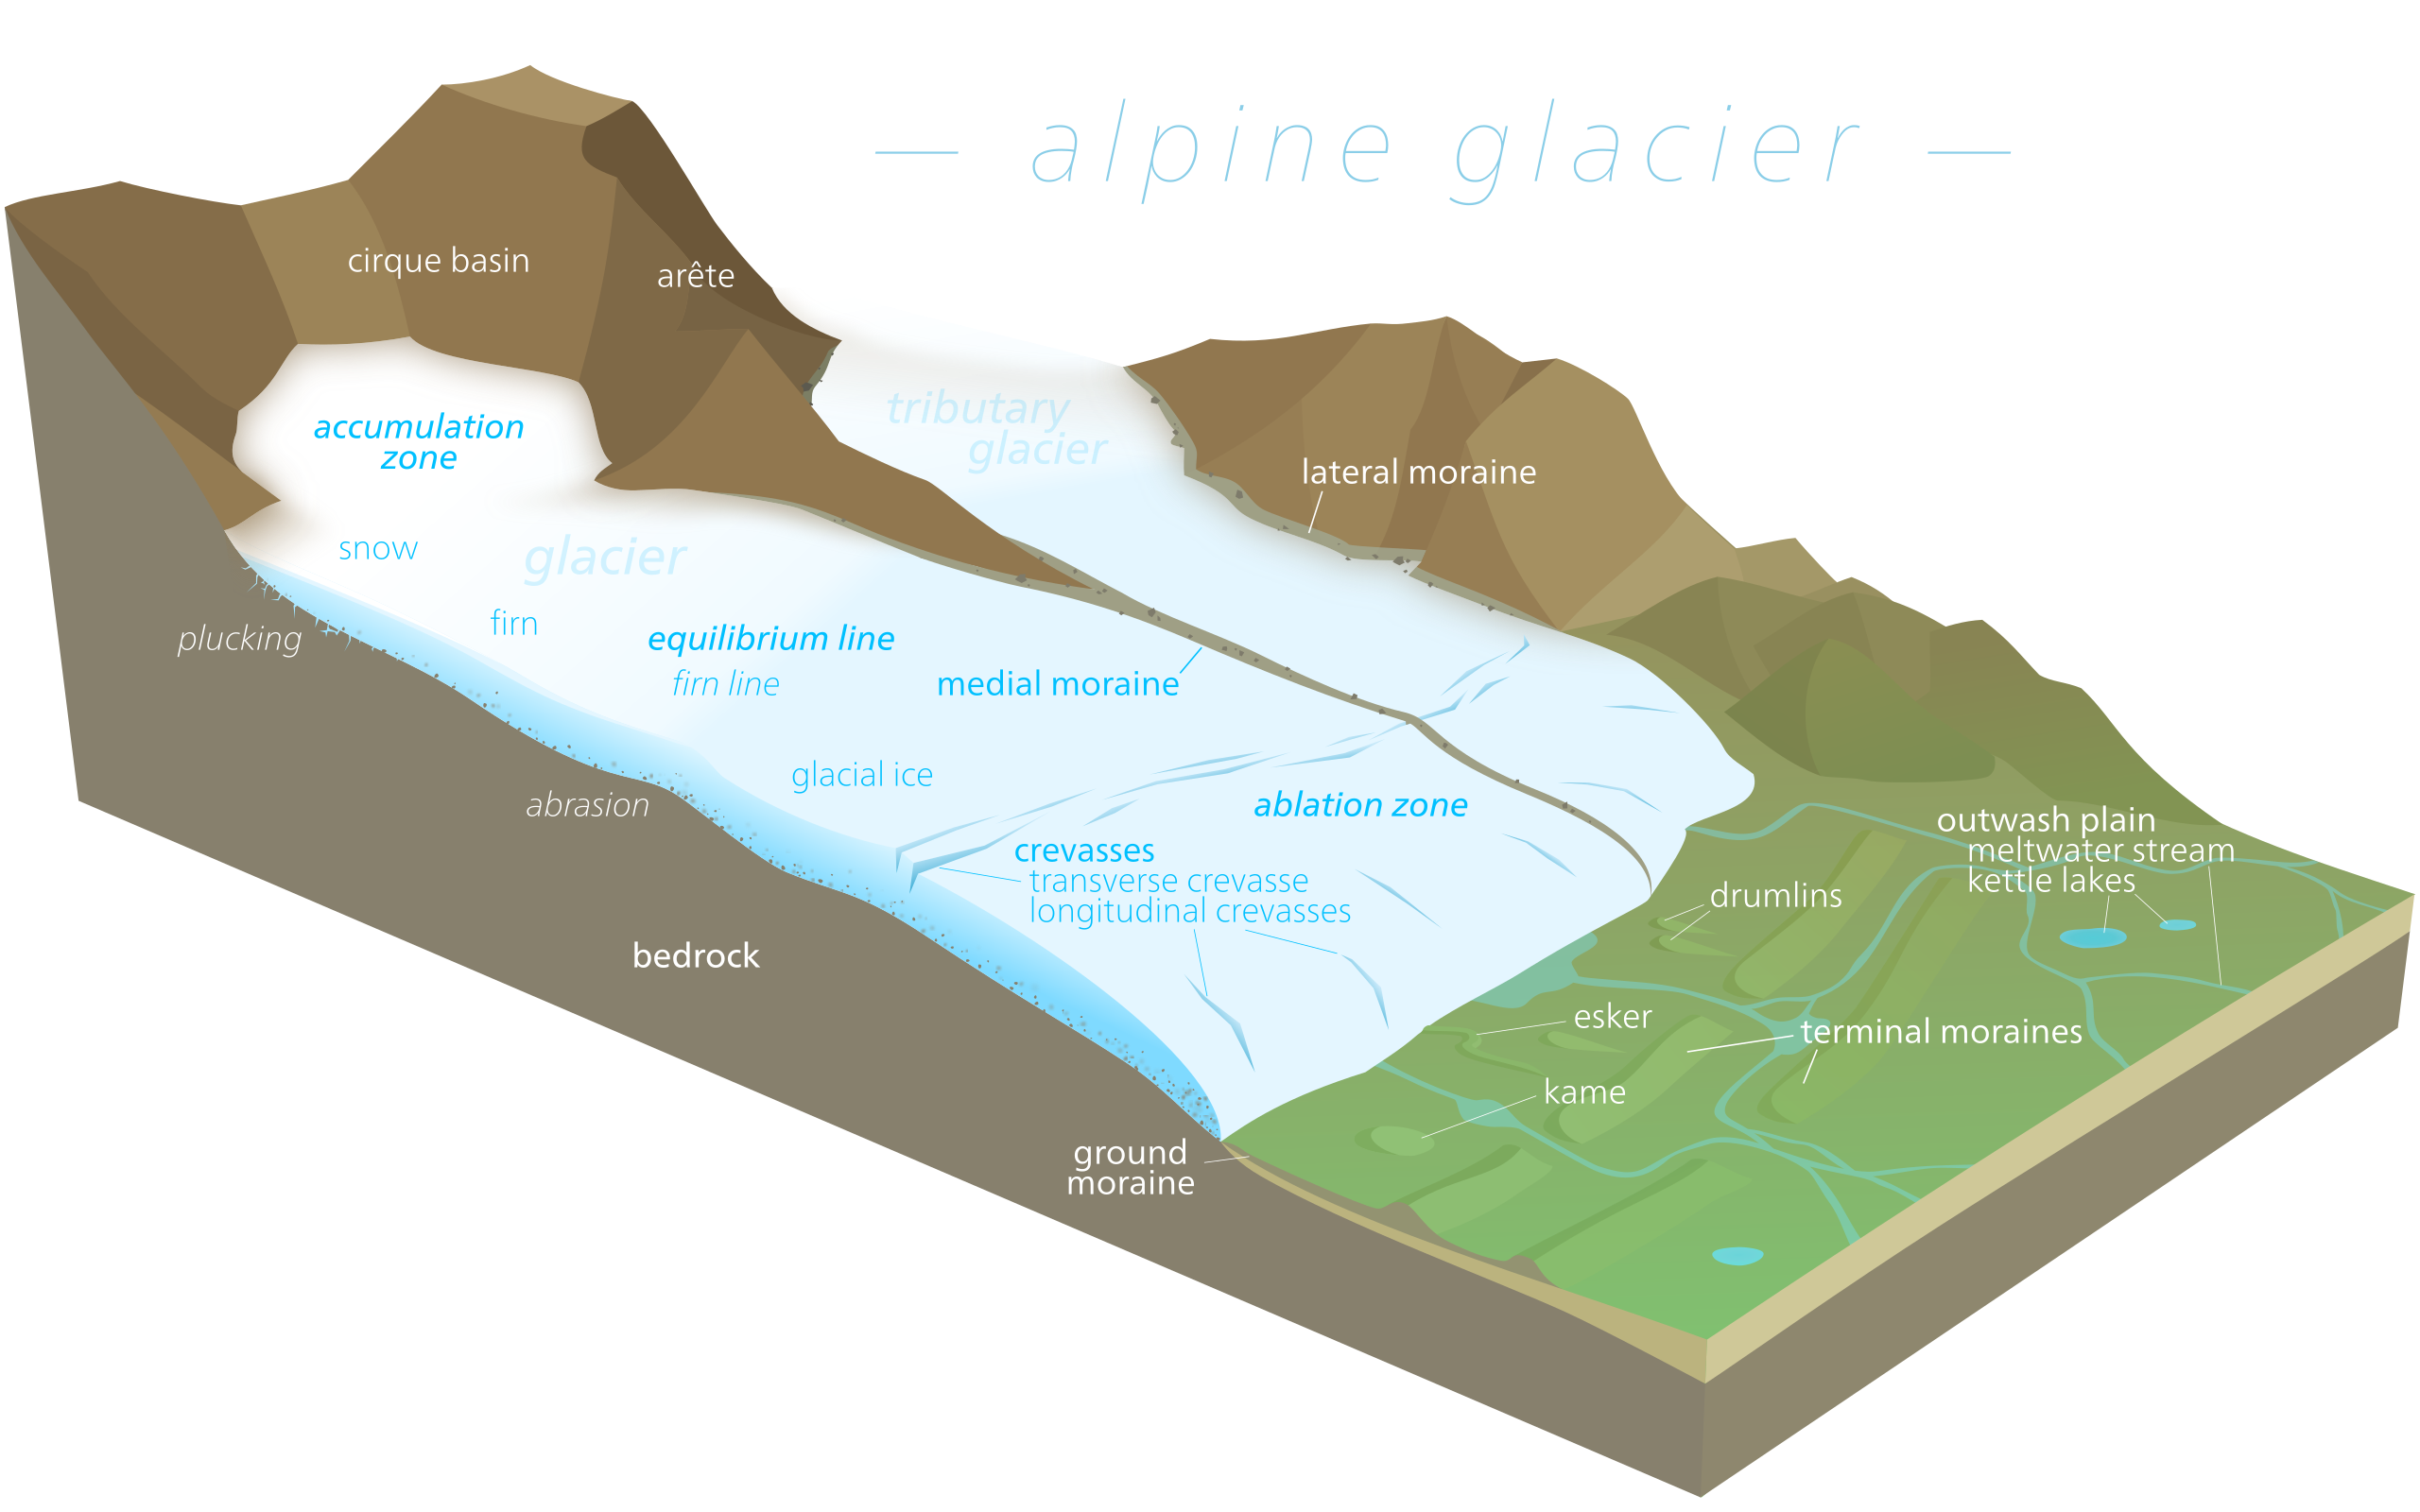 — alpine glacier —
cirque basin
arête
accumulation
zone
tributary
glacier
lateral moraine
snow
glacier
firn
plucking
equilibrium line
firn line
medial moraine
glacial ice
abrasion
ablation zone
crevasses
transverse crevasse
longitudinal crevasses
outwash plain
meltwater stream
kettle lakes
drumlins
bedrock
esker
terminal moraines
kame
ground
moraine